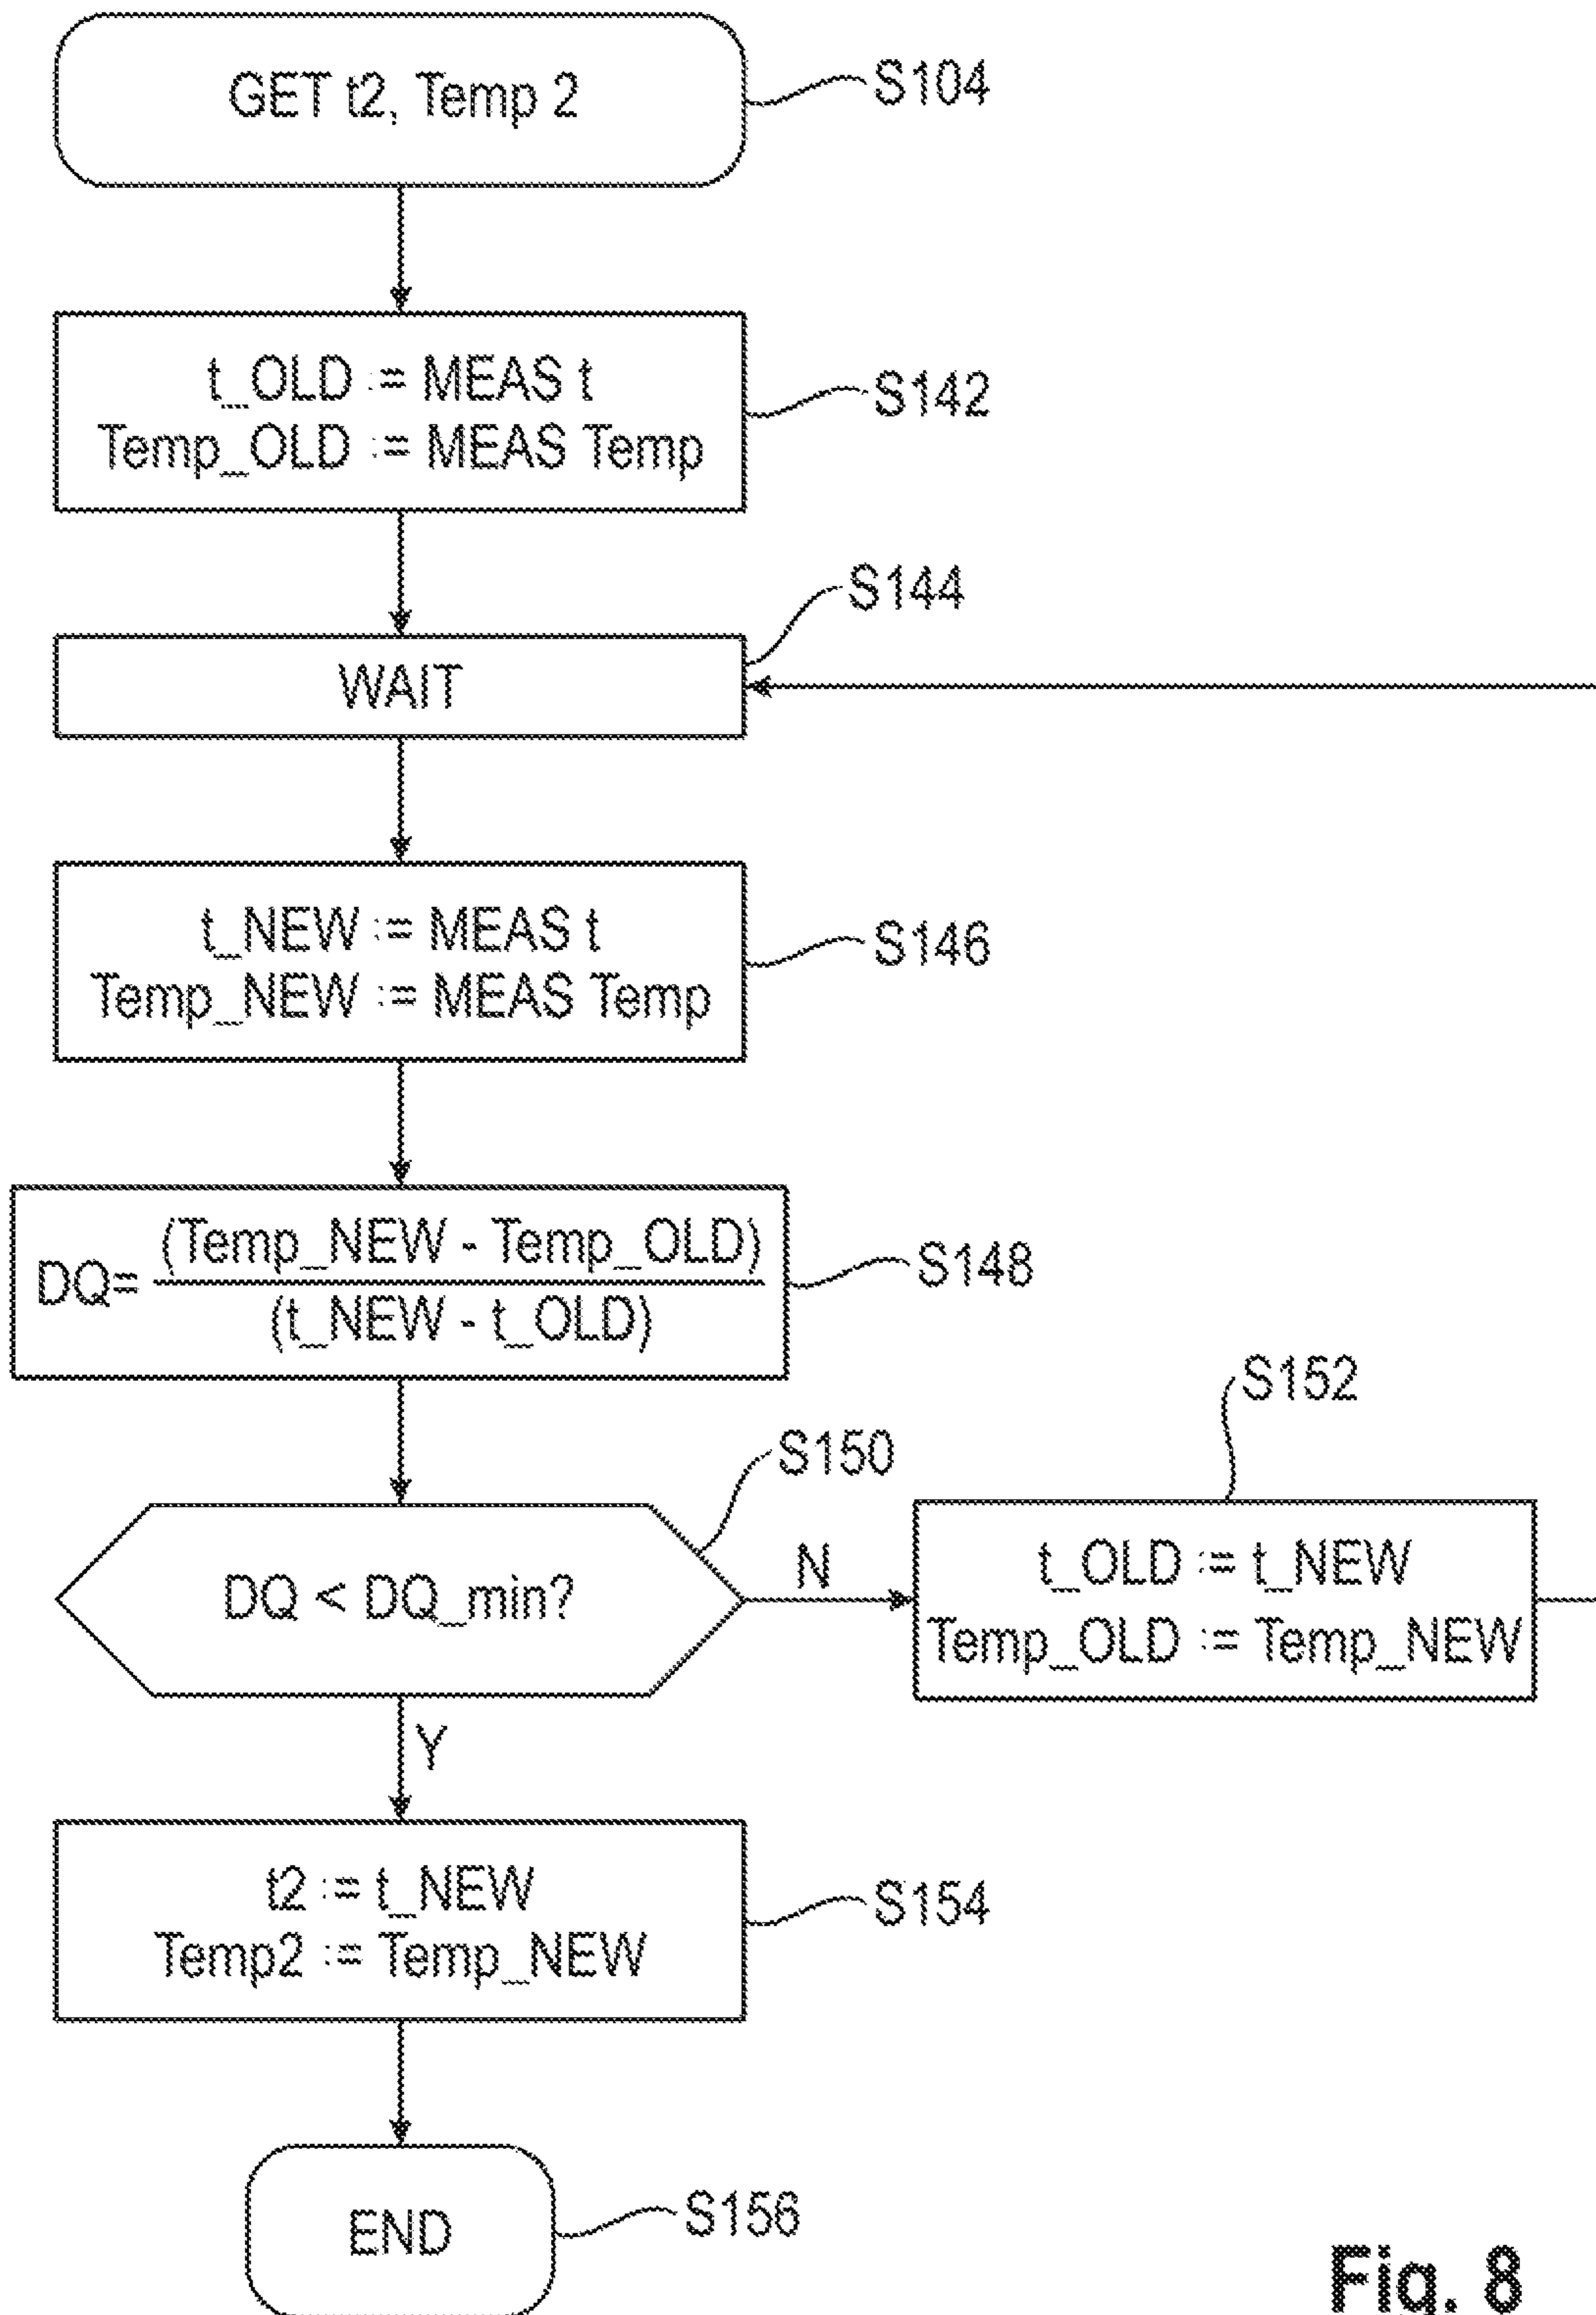 GET t2, Temp 2
S104
t_OLD := MEAS t
Temp_OLD := MEAS Temp
S142
S144
WAIT
t_NEW := MEAS t
Temp_NEW := MEAS Temp
S146
DQ= (Temp_NEW - Temp_OLD)
(t_NEW - t_OLD)
S148
S150
DQ < DQ_min?
N
S152
t_OLD := t_NEW
Temp_OLD := Temp_NEW
Y
t2 := t_NEW
Temp2 := Temp_NEW
S154
END
S156
Fig. 8